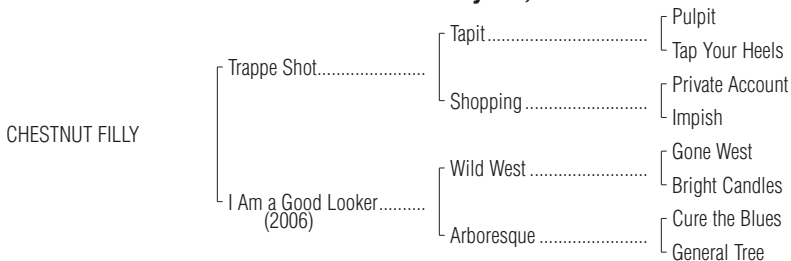 Pulpit
Tapit..................................
Tap Your Heels
Trappe Shot.......................
Private Account
Shopping..........................
Impish
CHESTNUT FILLY
Gone West
Wild West .........................
Bright Candles
I Am a Good Looker..........
(2006)
Cure the Blues
Arboresque .......................
General Tree